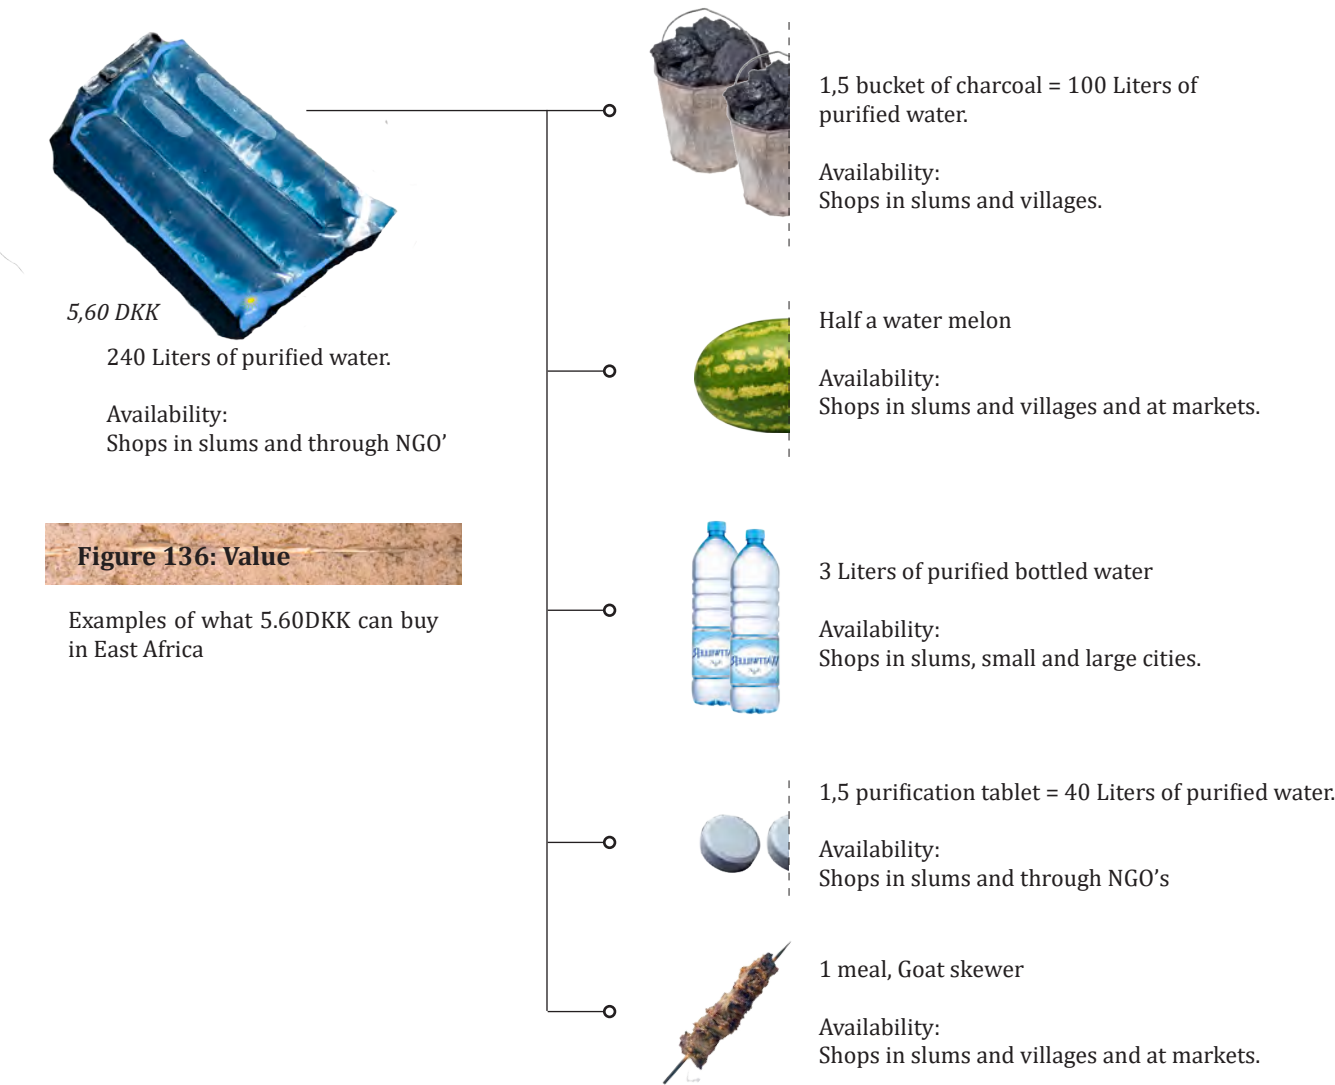 5,60 DKK
240 Liters of purified water.
Availability:
Shops in slums and through NGO'
Figure 136: Value
Examples of what 5.60DKK can buy
in East Africa
1,5 bucket of charcoal = 100 Liters of
purified water.
Availability:
Shops in slums and villages.
Half a water melon
Availability:
Shops in slums and villages and at markets.
3 Liters of purified bottled water
Availability:
Shops in slums, small and large cities.
1,5 purification tablet = 40 Liters of purified water.
Availability:
Shops in slums and through NGO's
1 meal, Goat skewer
Availability:
Shops in slums and villages and at markets.